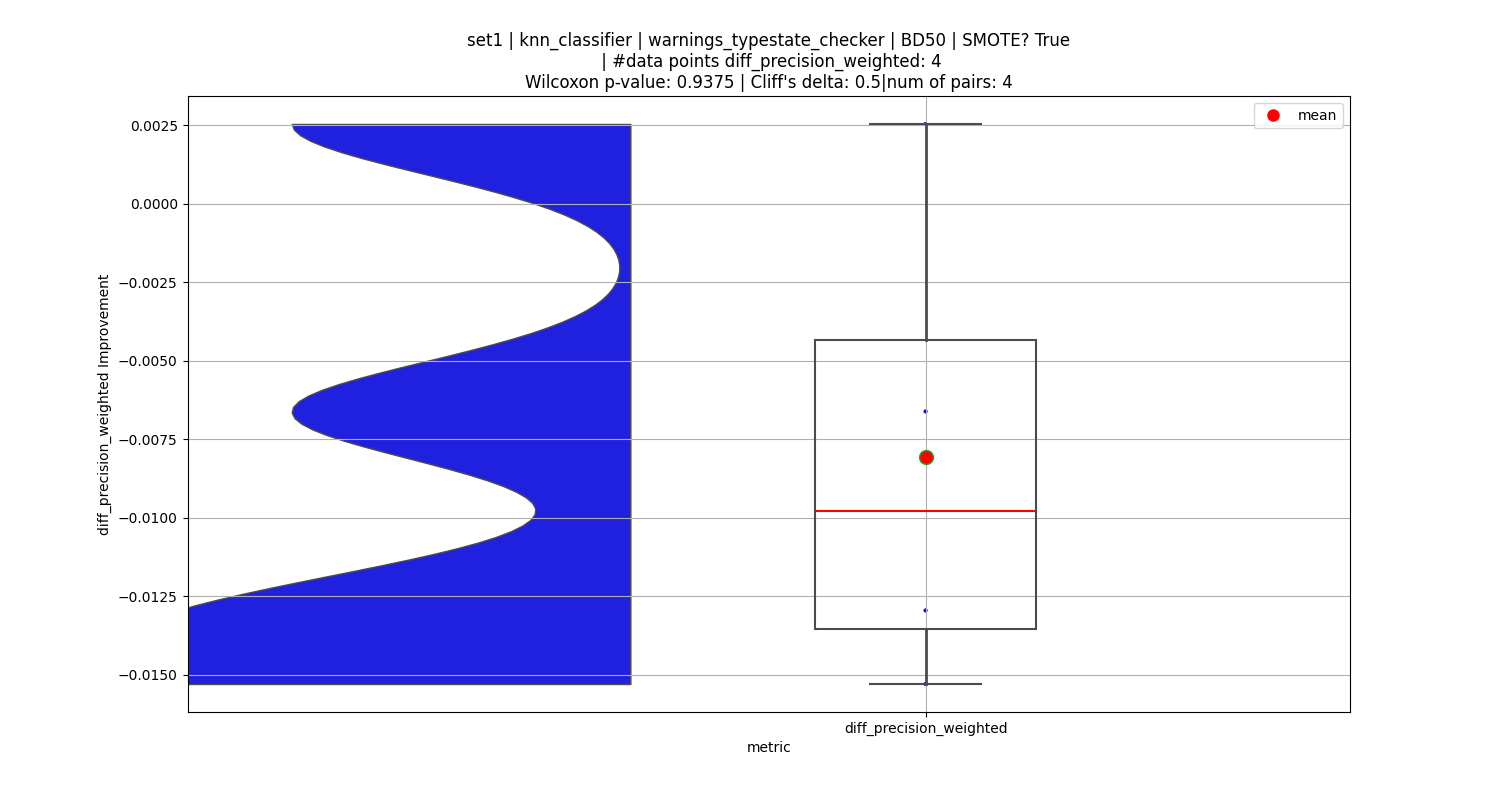 set1 | knn_classifier | warnings_typestate_checker | BD50 | SMOTE? True
| #data points diff_precision_weighted: 4
Wilcoxon p-value: 0.9375 | Cliff's delta: 0.5|num of pairs: 4
mean
0.0025
0.0000
−0.0025
−0.0050
−0.0075
−0.0100
−0.0125
−0.0150
diff_precision_weighted Improvement
diff_precision_weighted
metric